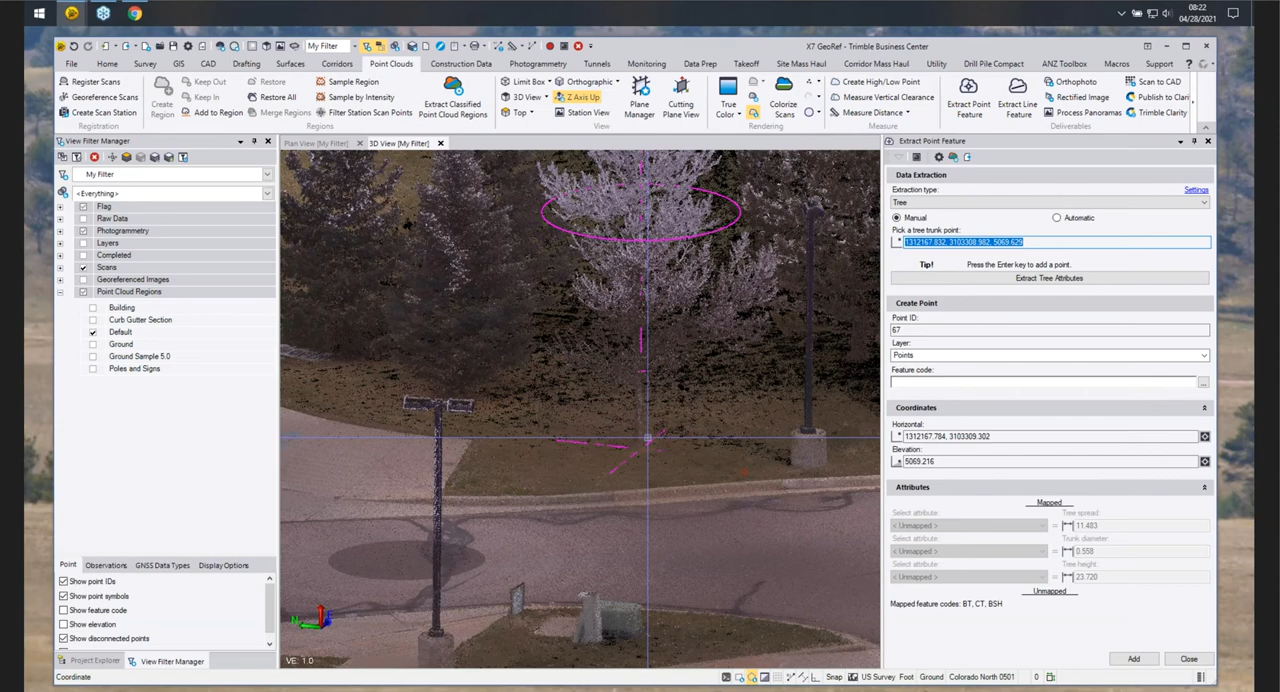 08:22
04/28/2021
My Filter
X7 GeoRef - Trimble Business Center
File Home Survey GIS CAD Drafting Surfaces Corridors Point Clouds Construction Data Photogrammetry Tunnels Monitoring Data Prep Takeoff Site Mass Haul Corridor Mass Haul Utility Drill Pile Compact ANZ Toolbox Macros Support
Register Scans
Georeference Scans
Create Scan Station
Registration
Create Region
Keep Out
Keep In
Add to Region
Restore
Restore All
Merge Regions
Regions
Sample Region
Sample by Intensity
Filter Station Scan Points
Extract Classified Point Cloud Regions
Limit Box
3D View
Top
Orthographic
Z Axis Up
Station View
View
Plane Manager
Cutting Plane View
True Color
Rendering
Colorize Scans
Create High/Low Point
Measure Vertical Clearance
Measure Distance
Measure
Extract Point Feature
Extract Line Feature
Orthophoto
Rectified Image
Process Panoramas
Deliverables
Scan to CAD
Publish to Clari
Trimble Clarity
View Filter Manager
My Filter
<Everything>
Flag
Raw Data
Photogrammetry
Layers
Completed
Scans
Georeferenced Images
Point Cloud Regions
Building
Curb Gutter Section
Default
Ground
Ground Sample 5.0
Poles and Signs
Point Observations GNSS Data Types Display Options
Show point IDs
Show point symbols
Show feature code
Show elevation
Show disconnected points
Project Explorer View Filter Manager
Coordinate
Plan View [My Filter] 3D View [My Filter]
N
E
VE: 1.0
Extract Point Feature
Data Extraction
Extraction type: Settings
Tree
Manual Automatic
Pick a tree trunk point:
1312167.832, 3103308.982, 5069.629
Tip! Press the Enter key to add a point.
Extract Tree Attributes
Create Point
Point ID:
67
Layer:
Points
Feature code:
...
Coordinates
Horizontal:
1312167.784, 3103309.302
Elevation:
5069.216
Attributes
Mapped
Select attribute: Tree spread:
< Unmapped > = 11.483
Select attribute: Trunk diameter:
< Unmapped > = 0.558
Select attribute: Tree height:
< Unmapped > = 23.720
Unmapped
Mapped feature codes: BT, CT, BSH
Add Close
Snap US Survey Foot Ground Colorado North 0501 0